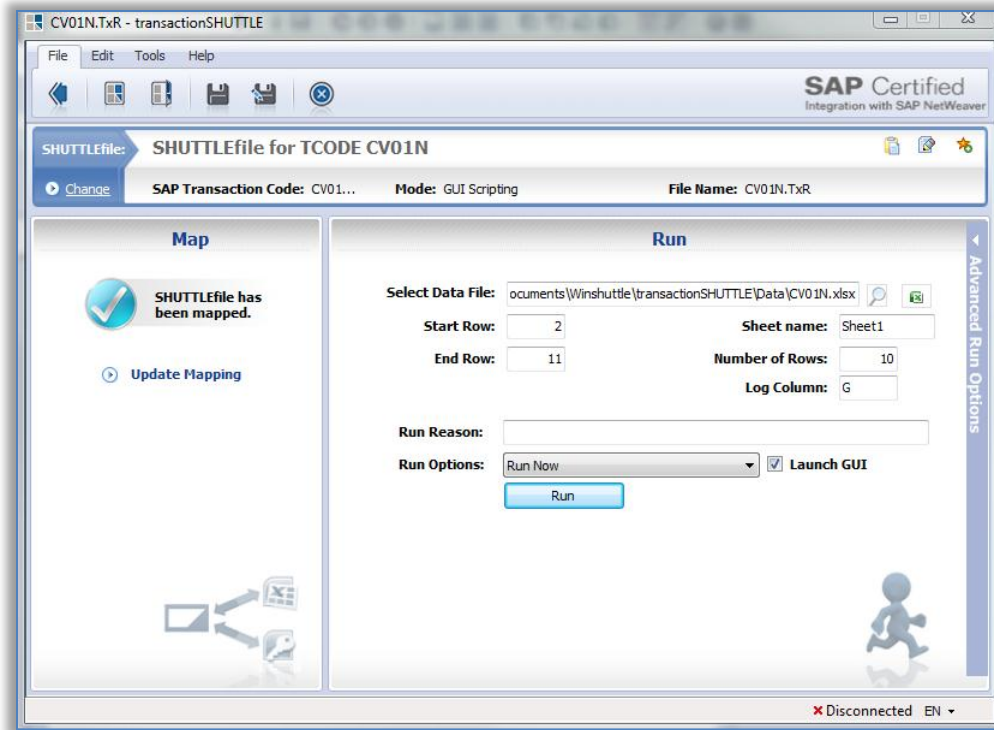 CV01N.TxR - transactionSHUTTLE
File Edit Tools Help
SAP Certified
Integration with SAP NetWeaver
SHUTTLEfile: SHUTTLEfile for TCODE CV01N
Change SAP Transaction Code: CV01... Mode: GUI Scripting File Name: CV01N.TxR
Map
SHUTTLEfile has
been mapped.
Update Mapping
Run
Select Data File: ocuments\Winshuttle\transactionSHUTTLE\Data\CV01N.xlsx
Start Row: 2 Sheet name: Sheet1
End Row: 11 Number of Rows: 10
Log Column: G
Run Reason:
Run Options: Run Now Launch GUI
Run
Advanced Run Options
Disconnected EN